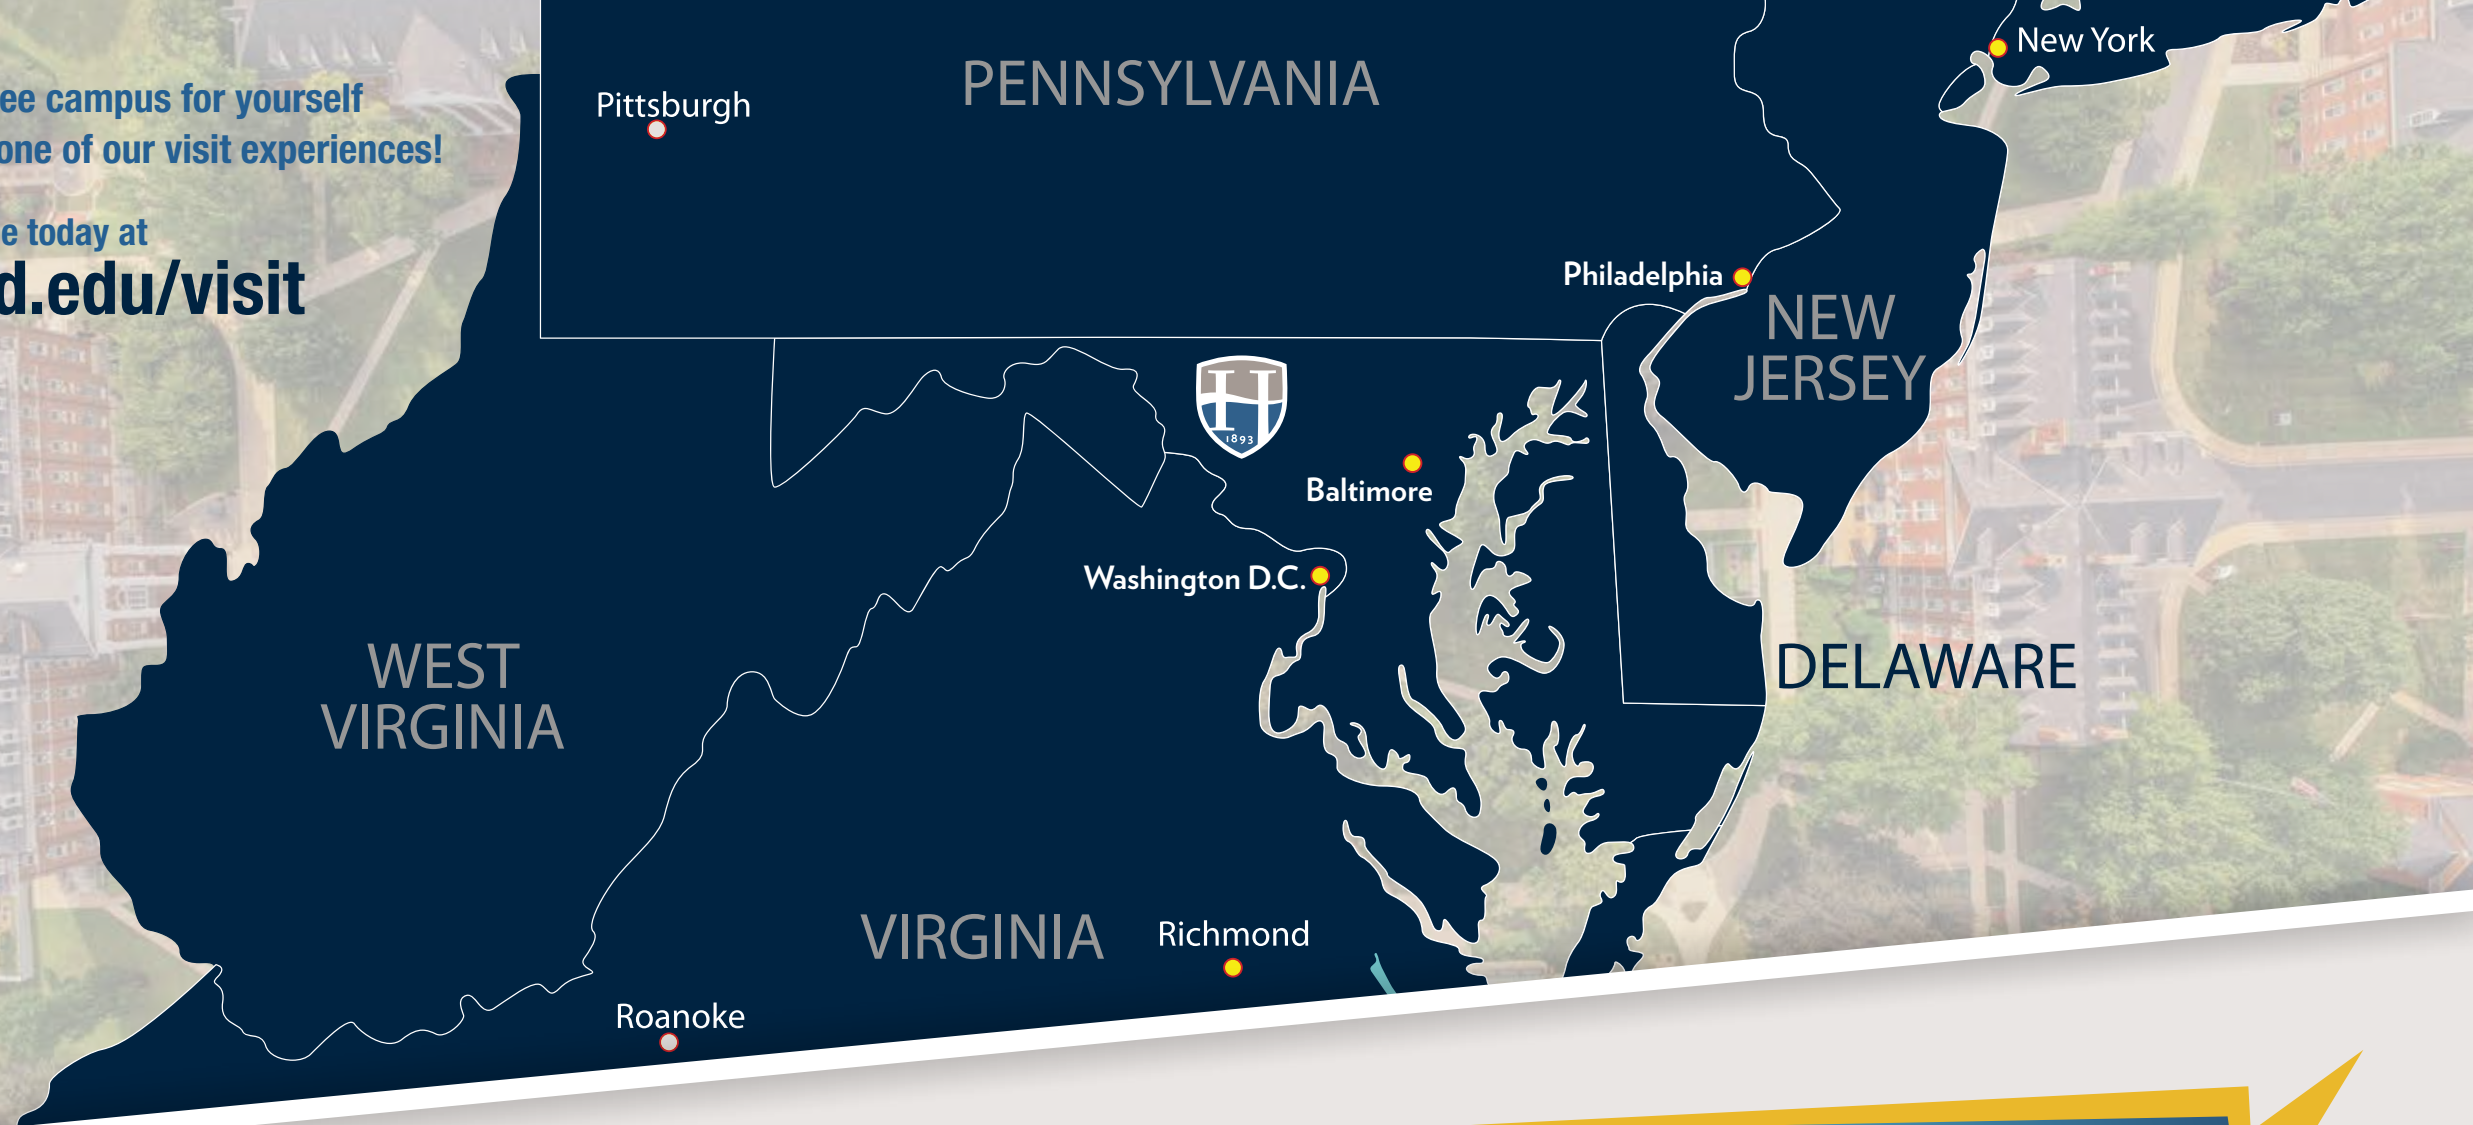 ee campus for yourself
one of our visit experiences!
e today at
d.edu/visit
PENNSYLVANIA
New York
Pittsburgh
Philadelphia
NEW
JERSEY
H
1893
Baltimore
Washington D.C.
WEST
VIRGINIA
DELAWARE
VIRGINIA
Richmond
Roanoke